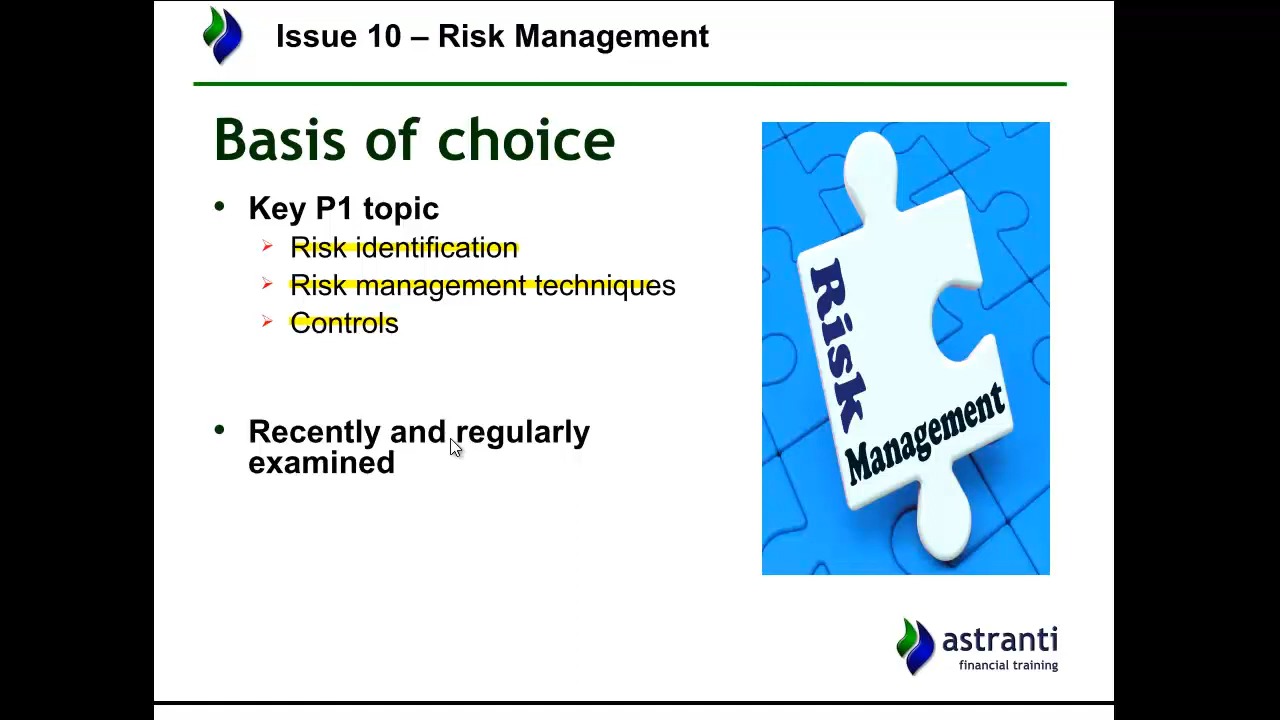 Issue 10 – Risk Management
Basis of choice
• Key P1 topic
➢ Risk identification
➢ Risk management techniques
➢ Controls
• Recently and regularly
examined
Risk
Management
astranti
financial training